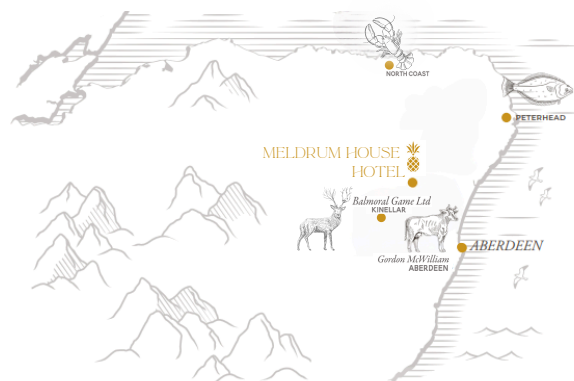 NORTH COAST
PETERHEAD
MELDRUM HOUSE
HOTEL
Balmoral Game Ltd
KINELLAR
ABERDEEN
Gordon McWilliam
ABERDEEN